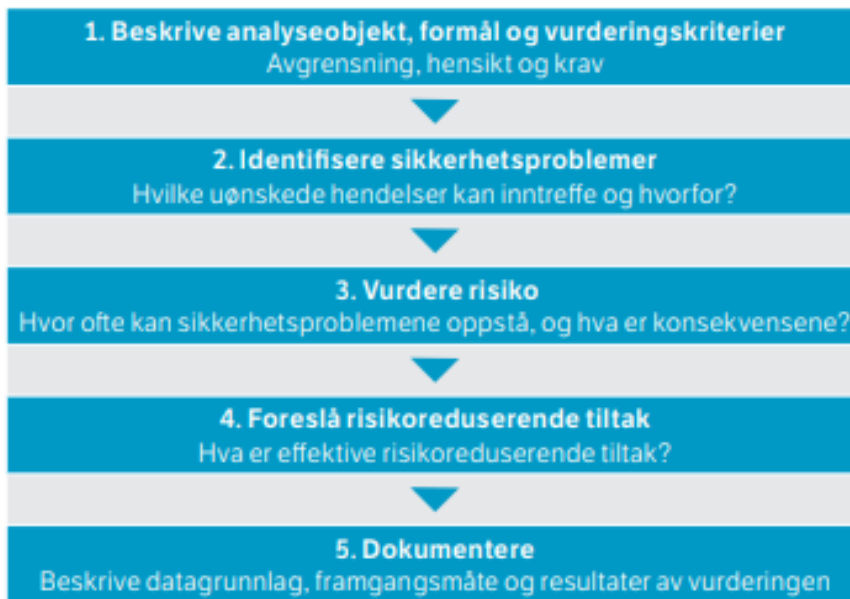 1. Beskrive analyseobjekt, formål og vurderingskriterier
Avgrensning, hensikt og krav
2. Identifisere sikkerhetsproblemer
Hvilke uønskede hendelser kan inntreffe og hvorfor?
3. Vurdere risiko
Hvor ofte kan sikkerhetsproblemene oppstå, og hva er konsekvensene?
4. Foreslå risikoreduserende tiltak
Hva er effektive risikoreduserende tiltak?
5. Dokumentere
Beskrive datagrunnlag, framgangsmåte og resultater av vurderingen